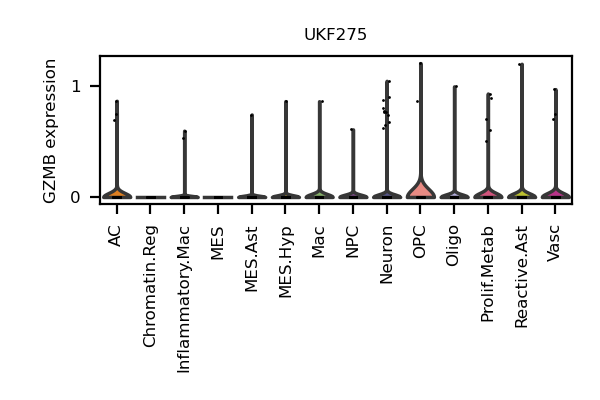 UKF275
GZMB expression
1
0
AC
Chromatin.Reg
Inflammatory.Mac
MES
MES.Ast
MES.Hyp
Mac
NPC
Neuron
OPC
Oligo
Prolif.Metab
Reactive.Ast
Vasc